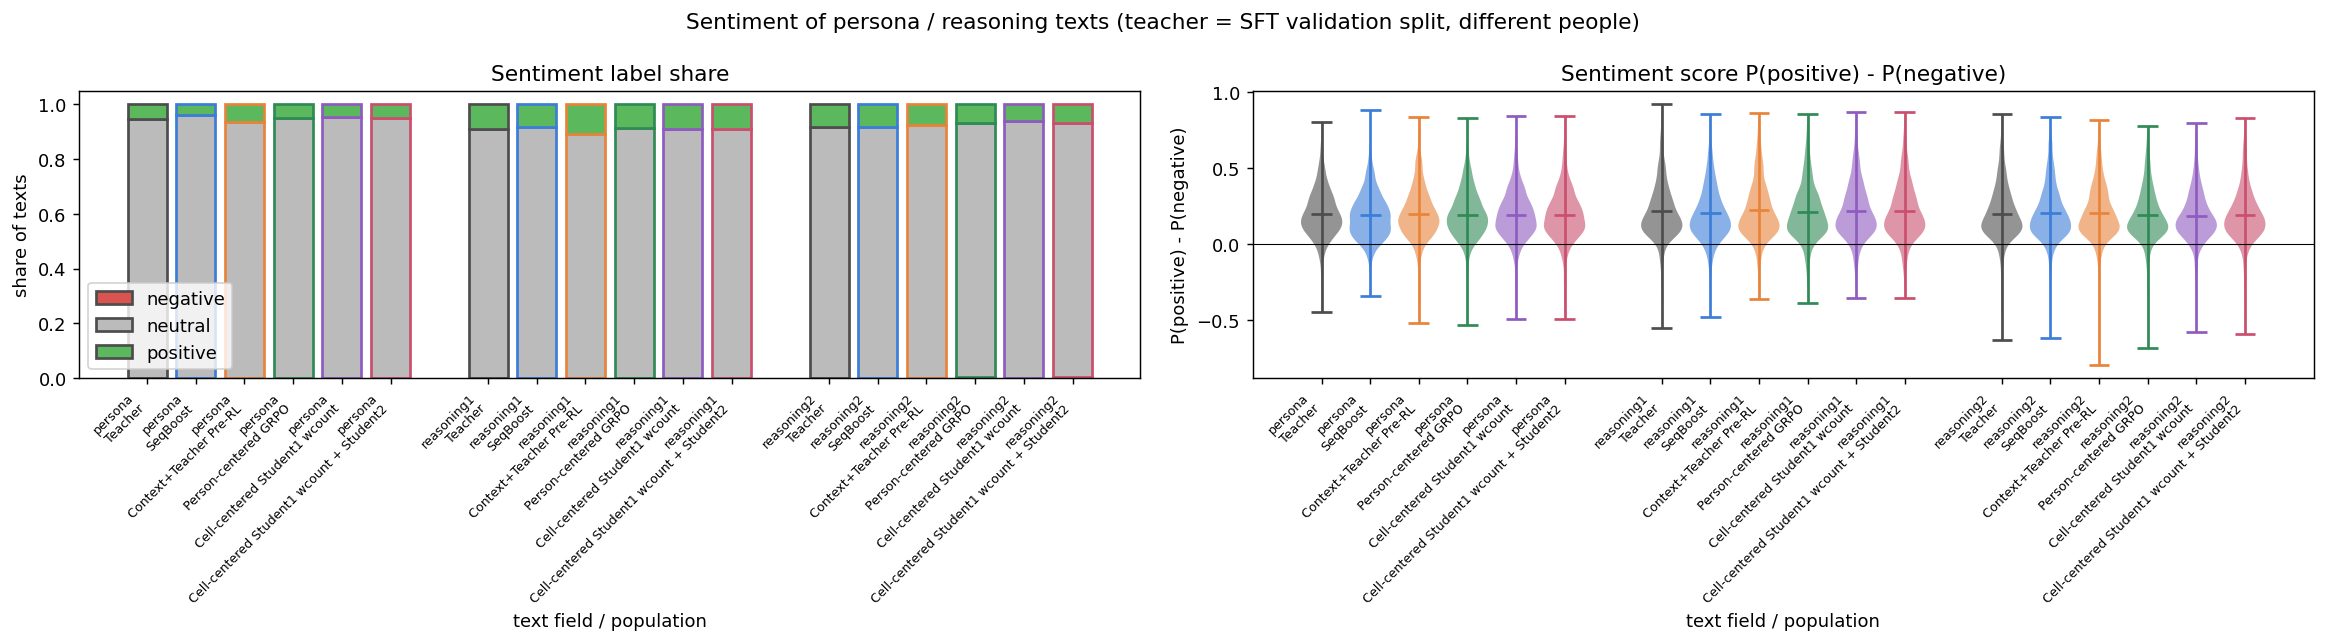 Sentiment of persona / reasoning texts (teacher = SFT validation split, different people)
Sentiment label share
share of texts
1.0
0.8
0.6
0.4
0.2
0.0
negative
neutral
positive
persona
Teacher
persona
SeqBoost
persona
Context+Teacher Pre-RL
persona
Person-centered GRPO
persona
Cell-centered Student1 wcount
persona
Cell-centered Student1 wcount + Student2
reasoning1
Teacher
reasoning1
SeqBoost
reasoning1
Context+Teacher Pre-RL
reasoning1
Person-centered GRPO
reasoning1
Cell-centered Student1 wcount
reasoning1
Cell-centered Student1 wcount + Student2
reasoning2
Teacher
reasoning2
SeqBoost
reasoning2
Context+Teacher Pre-RL
reasoning2
Person-centered GRPO
reasoning2
Cell-centered Student1 wcount
reasoning2
Cell-centered Student1 wcount + Student2
text field / population
Sentiment score P(positive) - P(negative)
P(positive) - P(negative)
1.0
0.5
0.0
−0.5
persona
Teacher
persona
SeqBoost
persona
Context+Teacher Pre-RL
persona
Person-centered GRPO
persona
Cell-centered Student1 wcount
persona
Cell-centered Student1 wcount + Student2
reasoning1
Teacher
reasoning1
SeqBoost
reasoning1
Context+Teacher Pre-RL
reasoning1
Person-centered GRPO
reasoning1
Cell-centered Student1 wcount
reasoning1
Cell-centered Student1 wcount + Student2
reasoning2
Teacher
reasoning2
SeqBoost
reasoning2
Context+Teacher Pre-RL
reasoning2
Person-centered GRPO
reasoning2
Cell-centered Student1 wcount
reasoning2
Cell-centered Student1 wcount + Student2
text field / population